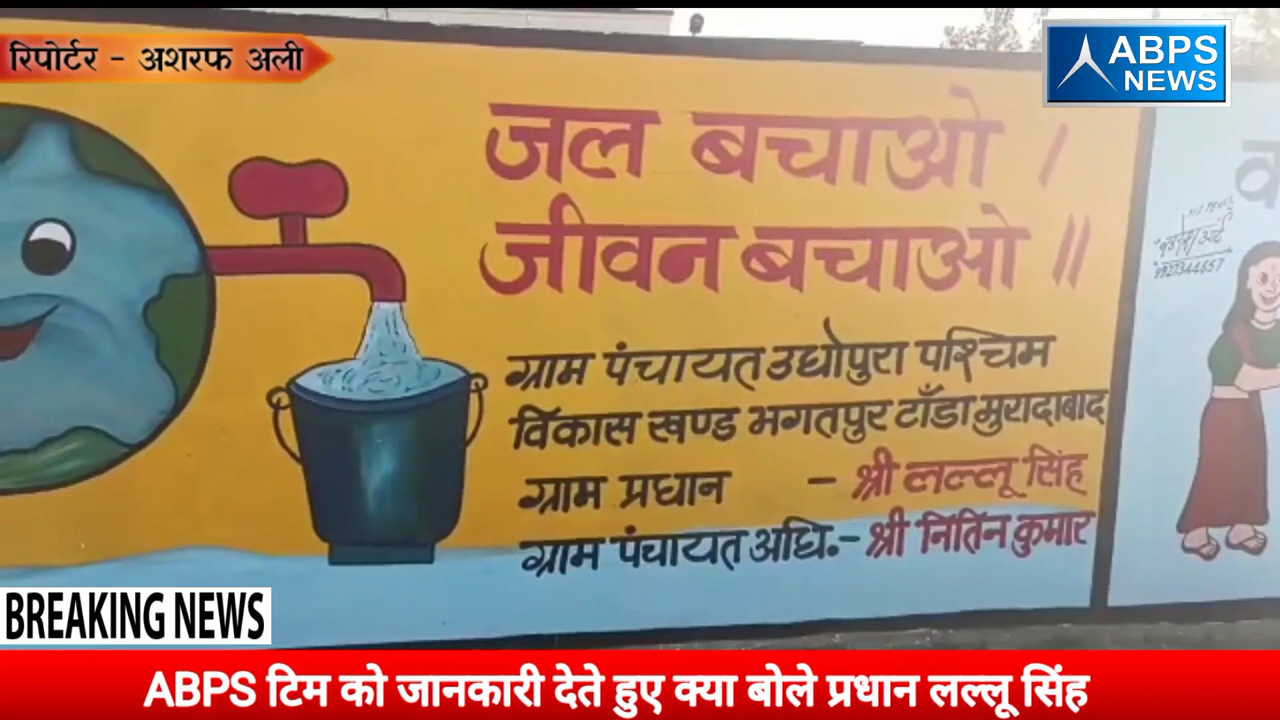 रिपोर्टर - अशरफ अली
ABPS
NEWS
जल बचाओ ।
जीवन बचाओ ॥
ग्राम पंचायत उधोपुरा पश्चिम
विकास खण्ड भगतपुर टाँडा मुरादाबाद
ग्राम प्रधान - श्री लल्लू सिंह
ग्राम पंचायत अधि.- श्री नितिन कुमार
BREAKING NEWS
ABPS टिम को जानकारी देते हुए क्या बोले प्रधान लल्लू सिंह